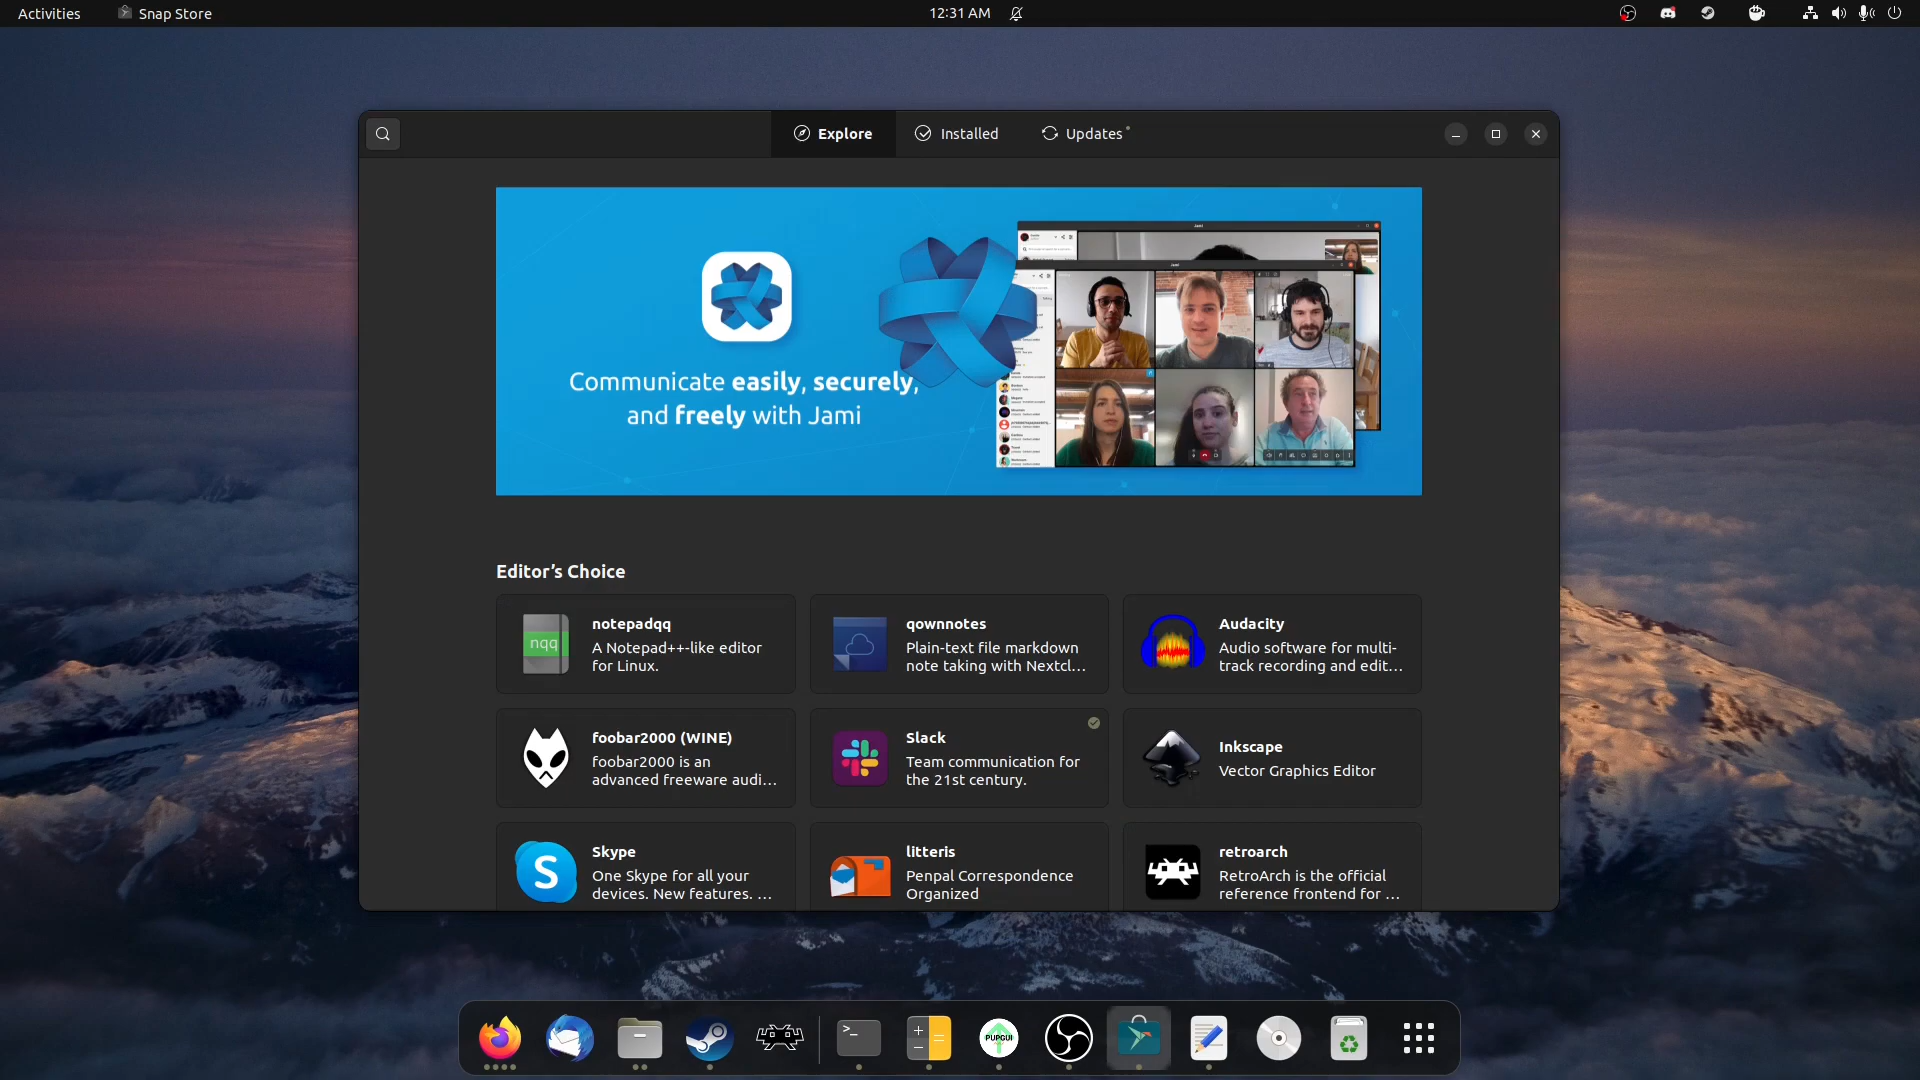 Activities
Snap Store
12:31 AM
Explore
Installed
Updates
Jami
Jami
Communicate easily, securely,
and freely with Jami
Editor’s Choice
nqq
notepadqq
A Notepad++-like editor
for Linux.
qownnotes
Plain-text file markdown
note taking with Nextcl...
Audacity
Audio software for multi-
track recording and edit...
foobar2000 (WINE)
foobar2000 is an
advanced freeware audi...
Slack
Team communication for
the 21st century.
Inkscape
Vector Graphics Editor
S
Skype
One Skype for all your
devices. New features. ...
litteris
Penpal Correspondence
Organized
retroarch
RetroArch is the official
reference frontend for ...
>_
PUPGUI